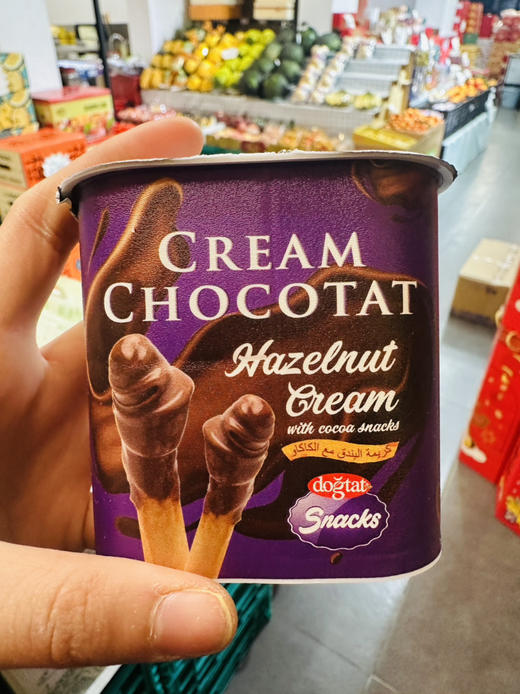 CREAM
CHOCOTAT
Hazelnut
Cream
with cocoa snacks
كريمة البندق مع الكاكاو
doğtat
Snacks